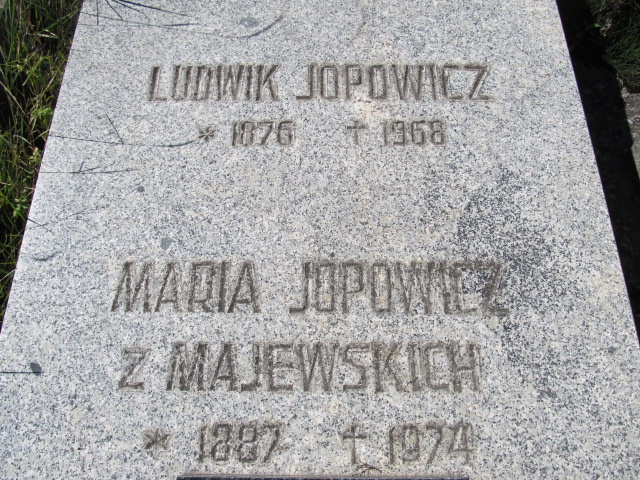 LUDWIK JOPOWICZ
* 1876 † 1968
MARIA JOPOWICZ
Z MAJEWSKICH
* 1887 † 1974